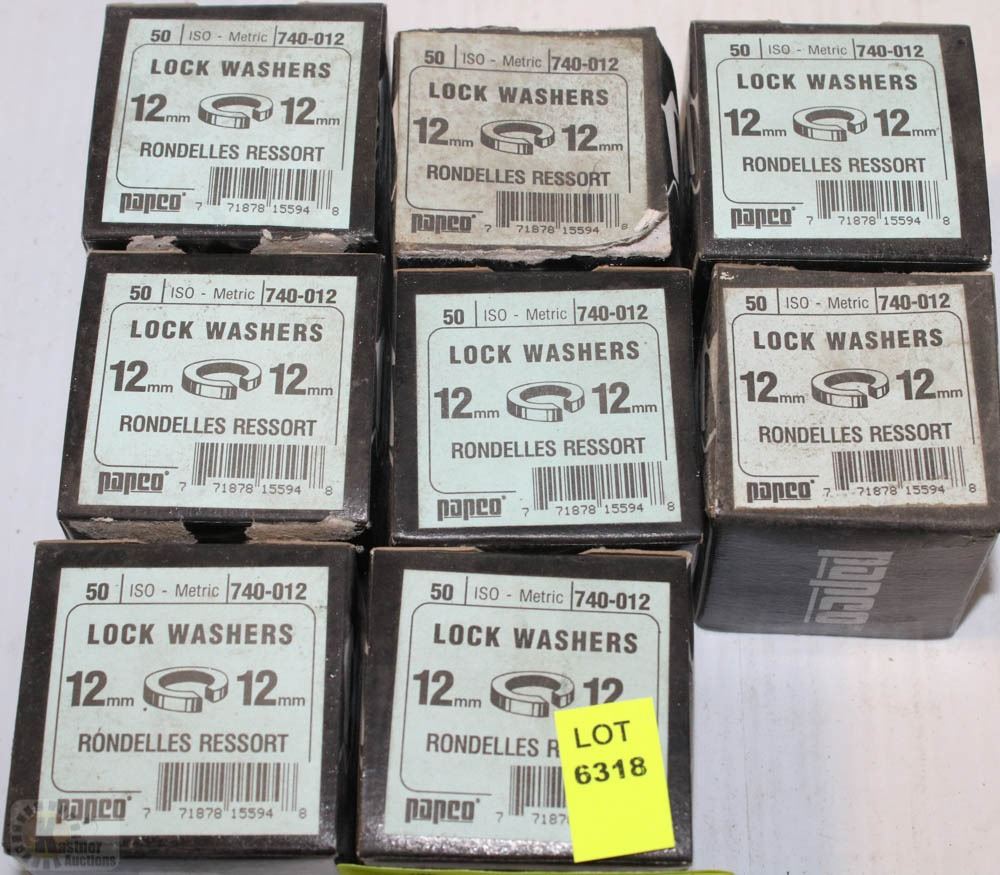 50 ISO - Metric 740-012
LOCK WASHERS
12mm 12mm
RONDELLES RESSORT
papco
7 71878 15594 8
50 ISO - Metric 740-012
LOCK WASHERS
12mm 12mm
RONDELLES RESSORT
papco
7 71878 15594 8
50 ISO - Metric 740-012
LOCK WASHERS
12mm 12mm
RONDELLES RESSORT
papco
7 71878 15594 8
50 ISO - Metric 740-012
LOCK WASHERS
12mm 12mm
RONDELLES RESSORT
papco
7 71878 15594 8
50 ISO - Metric 740-012
LOCK WASHERS
12mm 12mm
RONDELLES RESSORT
papco
7 71878 15594 8
50 ISO - Metric 740-012
LOCK WASHERS
12mm 12mm
RONDELLES RESSORT
papco
7 71878 15594 8
papco
50 ISO - Metric 740-012
LOCK WASHERS
12mm 12mm
RONDELLES RESSORT
papco
7 71878 15594 8
50 ISO - Metric 740-012
LOCK WASHERS
12mm 12
RONDELLES R
papco
7 7187
LOT
6318
Kastner
Auctions